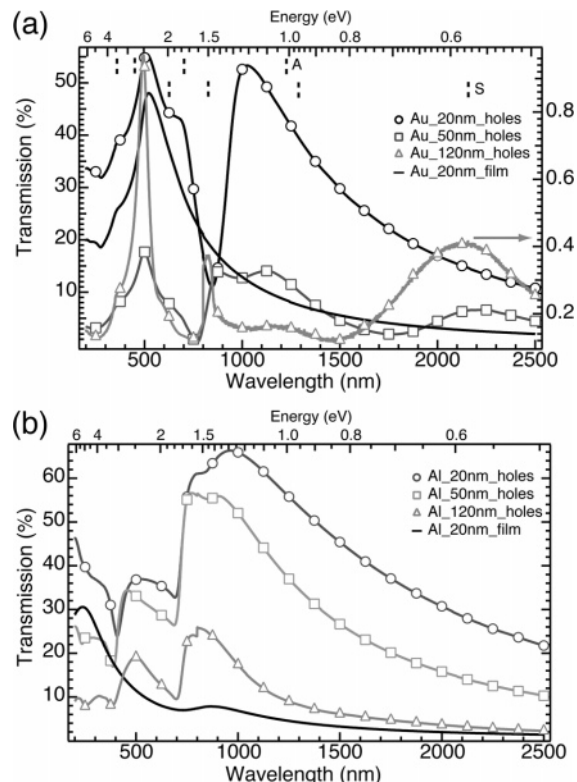 (a)
Energy (eV)
6 4 2 1.5 1.0 0.8 0.6
A
S
Au_20nm_holes
Au_50nm_holes
Au_120nm_holes
Au_20nm_film
Transmission (%)
50
40
30
20
10
0.8
0.6
0.4
0.2
500 1000 1500 2000 2500
Wavelength (nm)
(b)
Energy (eV)
6 4 2 1.5 1.0 0.8 0.6
Al_20nm_holes
Al_50nm_holes
Al_120nm_holes
Al_20nm_film
Transmission (%)
60
50
40
30
20
10
500 1000 1500 2000 2500
Wavelength (nm)